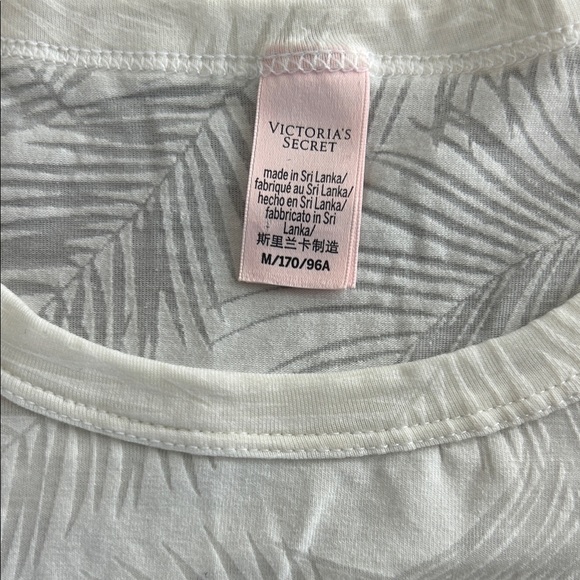 VICTORIA'S
SECRET
made in Sri Lanka/
fabriqué au Sri Lanka/
hecho en Sri Lanka/
fabbricato in Sri
Lanka/
斯里兰卡制造
M/170/96A